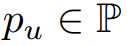 p_u ∈ ℙ